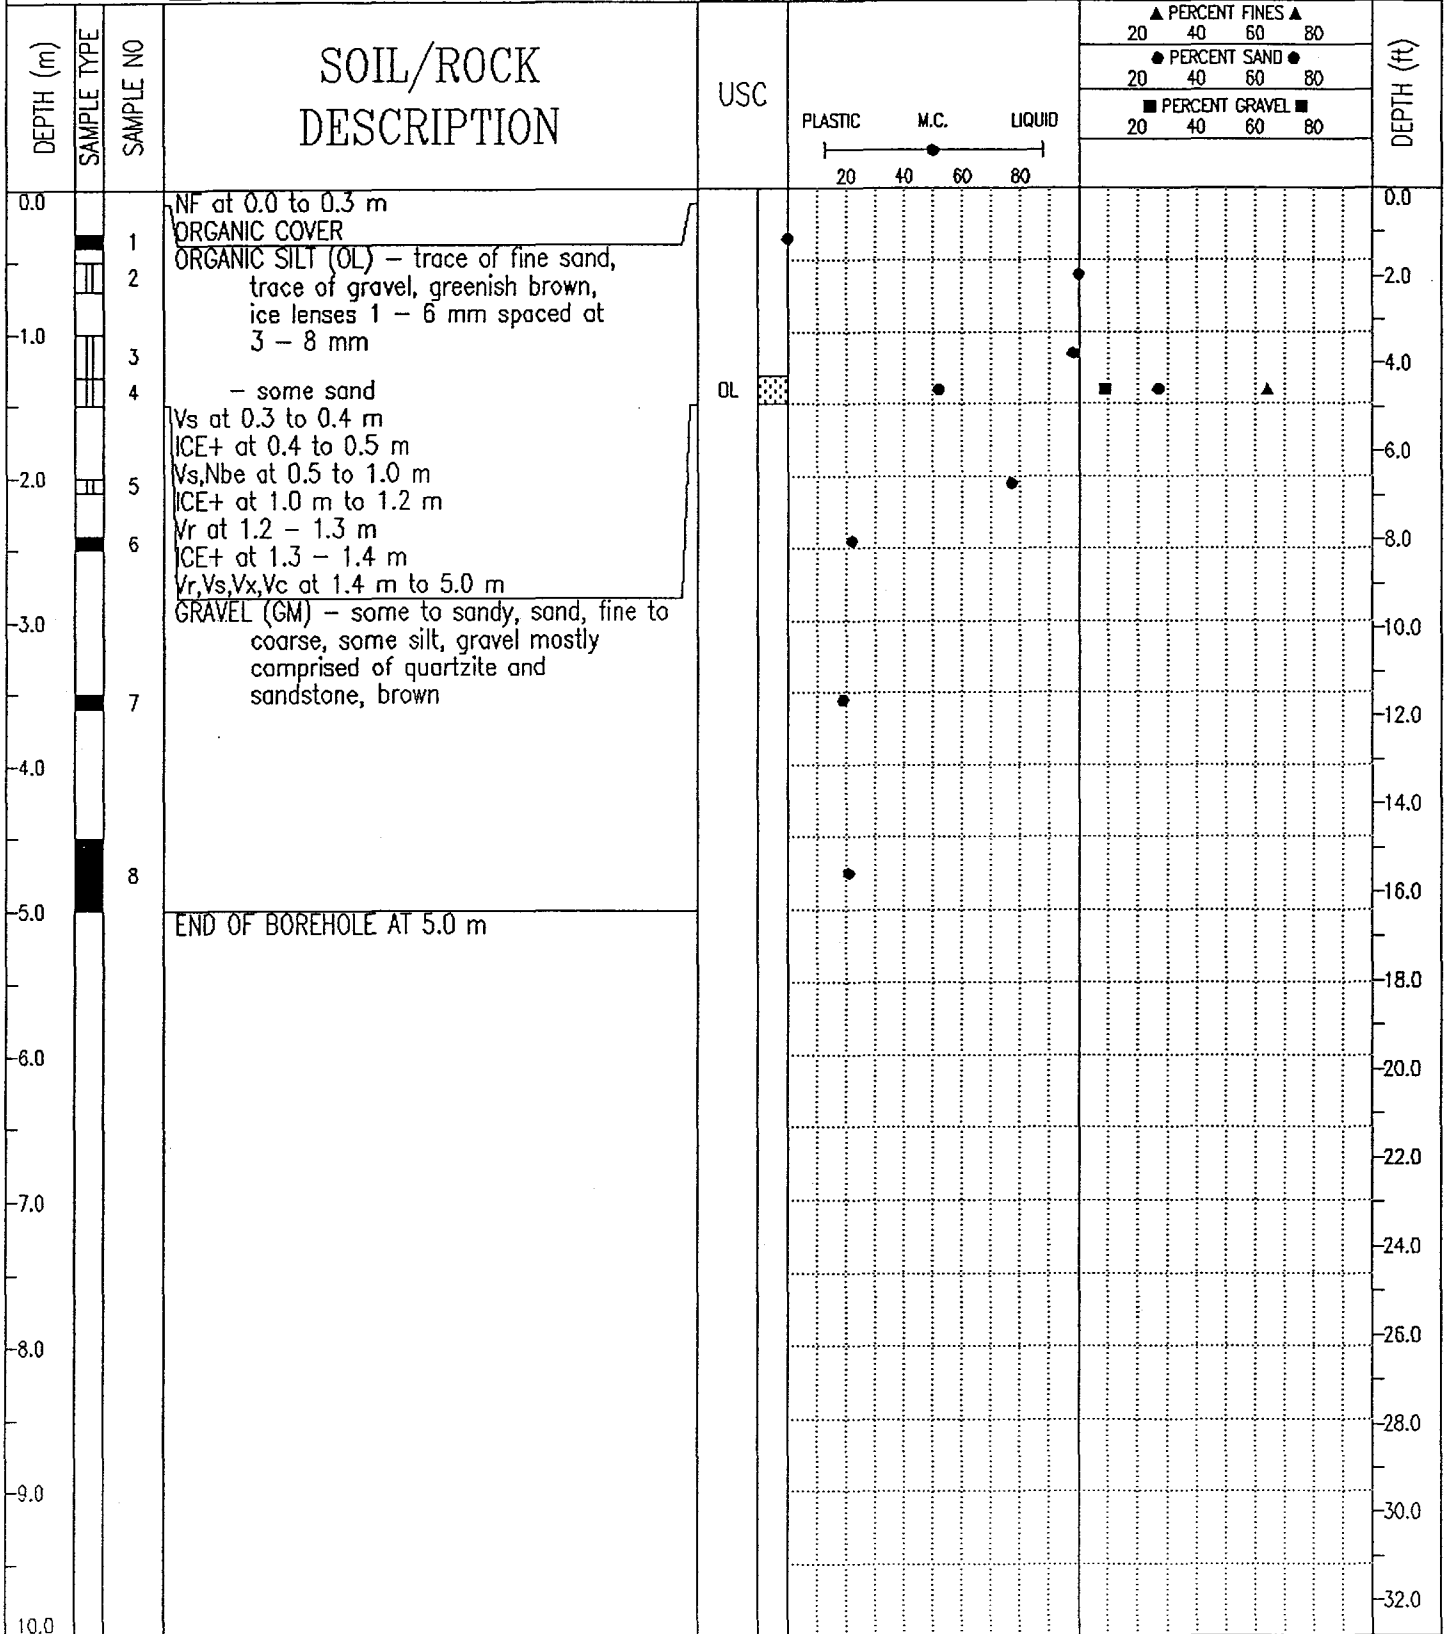 DEPTH (m)
SAMPLE TYPE
SAMPLE NO
SOIL/ROCK
DESCRIPTION
USC
PLASTIC M.C. LIQUID
20 40 60 80
▲ PERCENT FINES ▲
20 40 60 80
● PERCENT SAND ●
20 40 60 80
■ PERCENT GRAVEL ■
20 40 60 80
DEPTH (ft)
0.0
1.0
2.0
3.0
4.0
5.0
6.0
7.0
8.0
9.0
10.0
1
2
3
4
5
6
7
8
NF at 0.0 to 0.3 m
ORGANIC COVER
ORGANIC SILT (OL) – trace of fine sand,
trace of gravel, greenish brown,
ice lenses 1 – 6 mm spaced at
3 – 8 mm
– some sand
Vs at 0.3 to 0.4 m
ICE+ at 0.4 to 0.5 m
Vs,Nbe at 0.5 to 1.0 m
ICE+ at 1.0 m to 1.2 m
Vr at 1.2 – 1.3 m
ICE+ at 1.3 – 1.4 m
Vr,Vs,Vx,Vc at 1.4 m to 5.0 m
GRAVEL (GM) – some to sandy, sand, fine to
coarse, some silt, gravel mostly
comprised of quartzite and
sandstone, brown
END OF BOREHOLE AT 5.0 m
OL
0.0
2.0
4.0
6.0
8.0
10.0
12.0
14.0
16.0
18.0
20.0
22.0
24.0
26.0
28.0
30.0
32.0